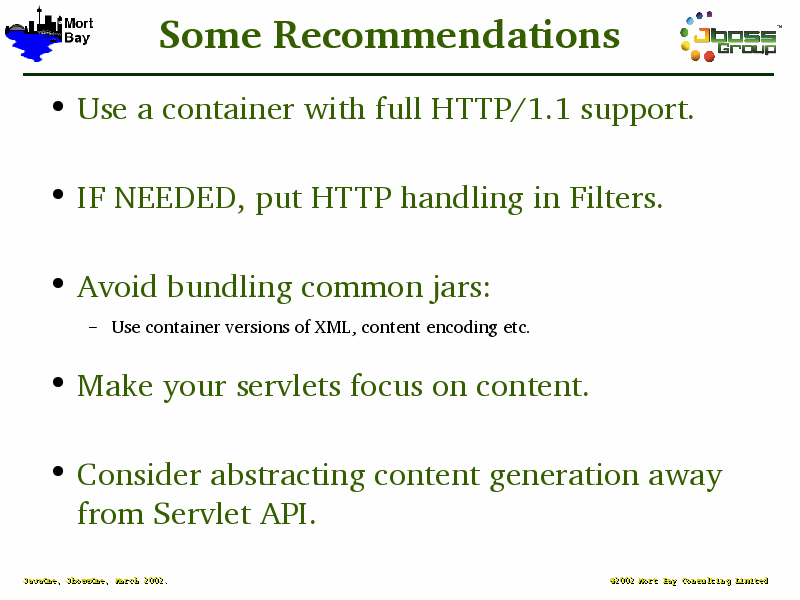 Mort
Bay
Some Recommendations
Jboss
Group
™
• Use a container with full HTTP/1.1 support.
• IF NEEDED, put HTTP handling in Filters.
• Avoid bundling common jars:
– Use container versions of XML, content encoding etc.
• Make your servlets focus on content.
• Consider abstracting content generation away
from Servlet API.
JavaOne, JbossOne, March 2002.
©2002 Mort Bay Consulting Limited